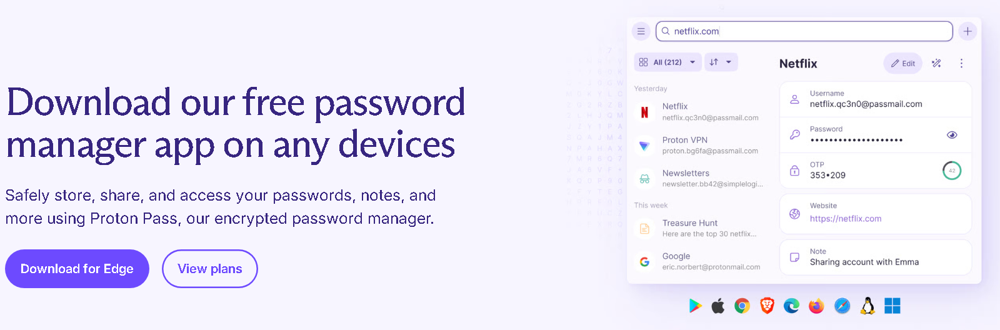 Download our free password
manager app on any devices
Safely store, share, and access your passwords, notes, and
more using Proton Pass, our encrypted password manager.
Download for Edge
View plans
netflix.com
All (212)
Yesterday
Netflix
netflix.qc3n0@passmail.com
Proton VPN
proton.bg6fa@passmail.com
Newsletters
newsletter.bb42@simplelogi...
This week
Treasure Hunt
Here are the top 30 netflix...
Google
eric.norbert@protonmail.com
Netflix
Edit
Username
netflix.qc3n0@passmail.com
Password
••••••••••••••••••••
OTP
353•209
42
Website
https://netflix.com
Note
Sharing account with Emma